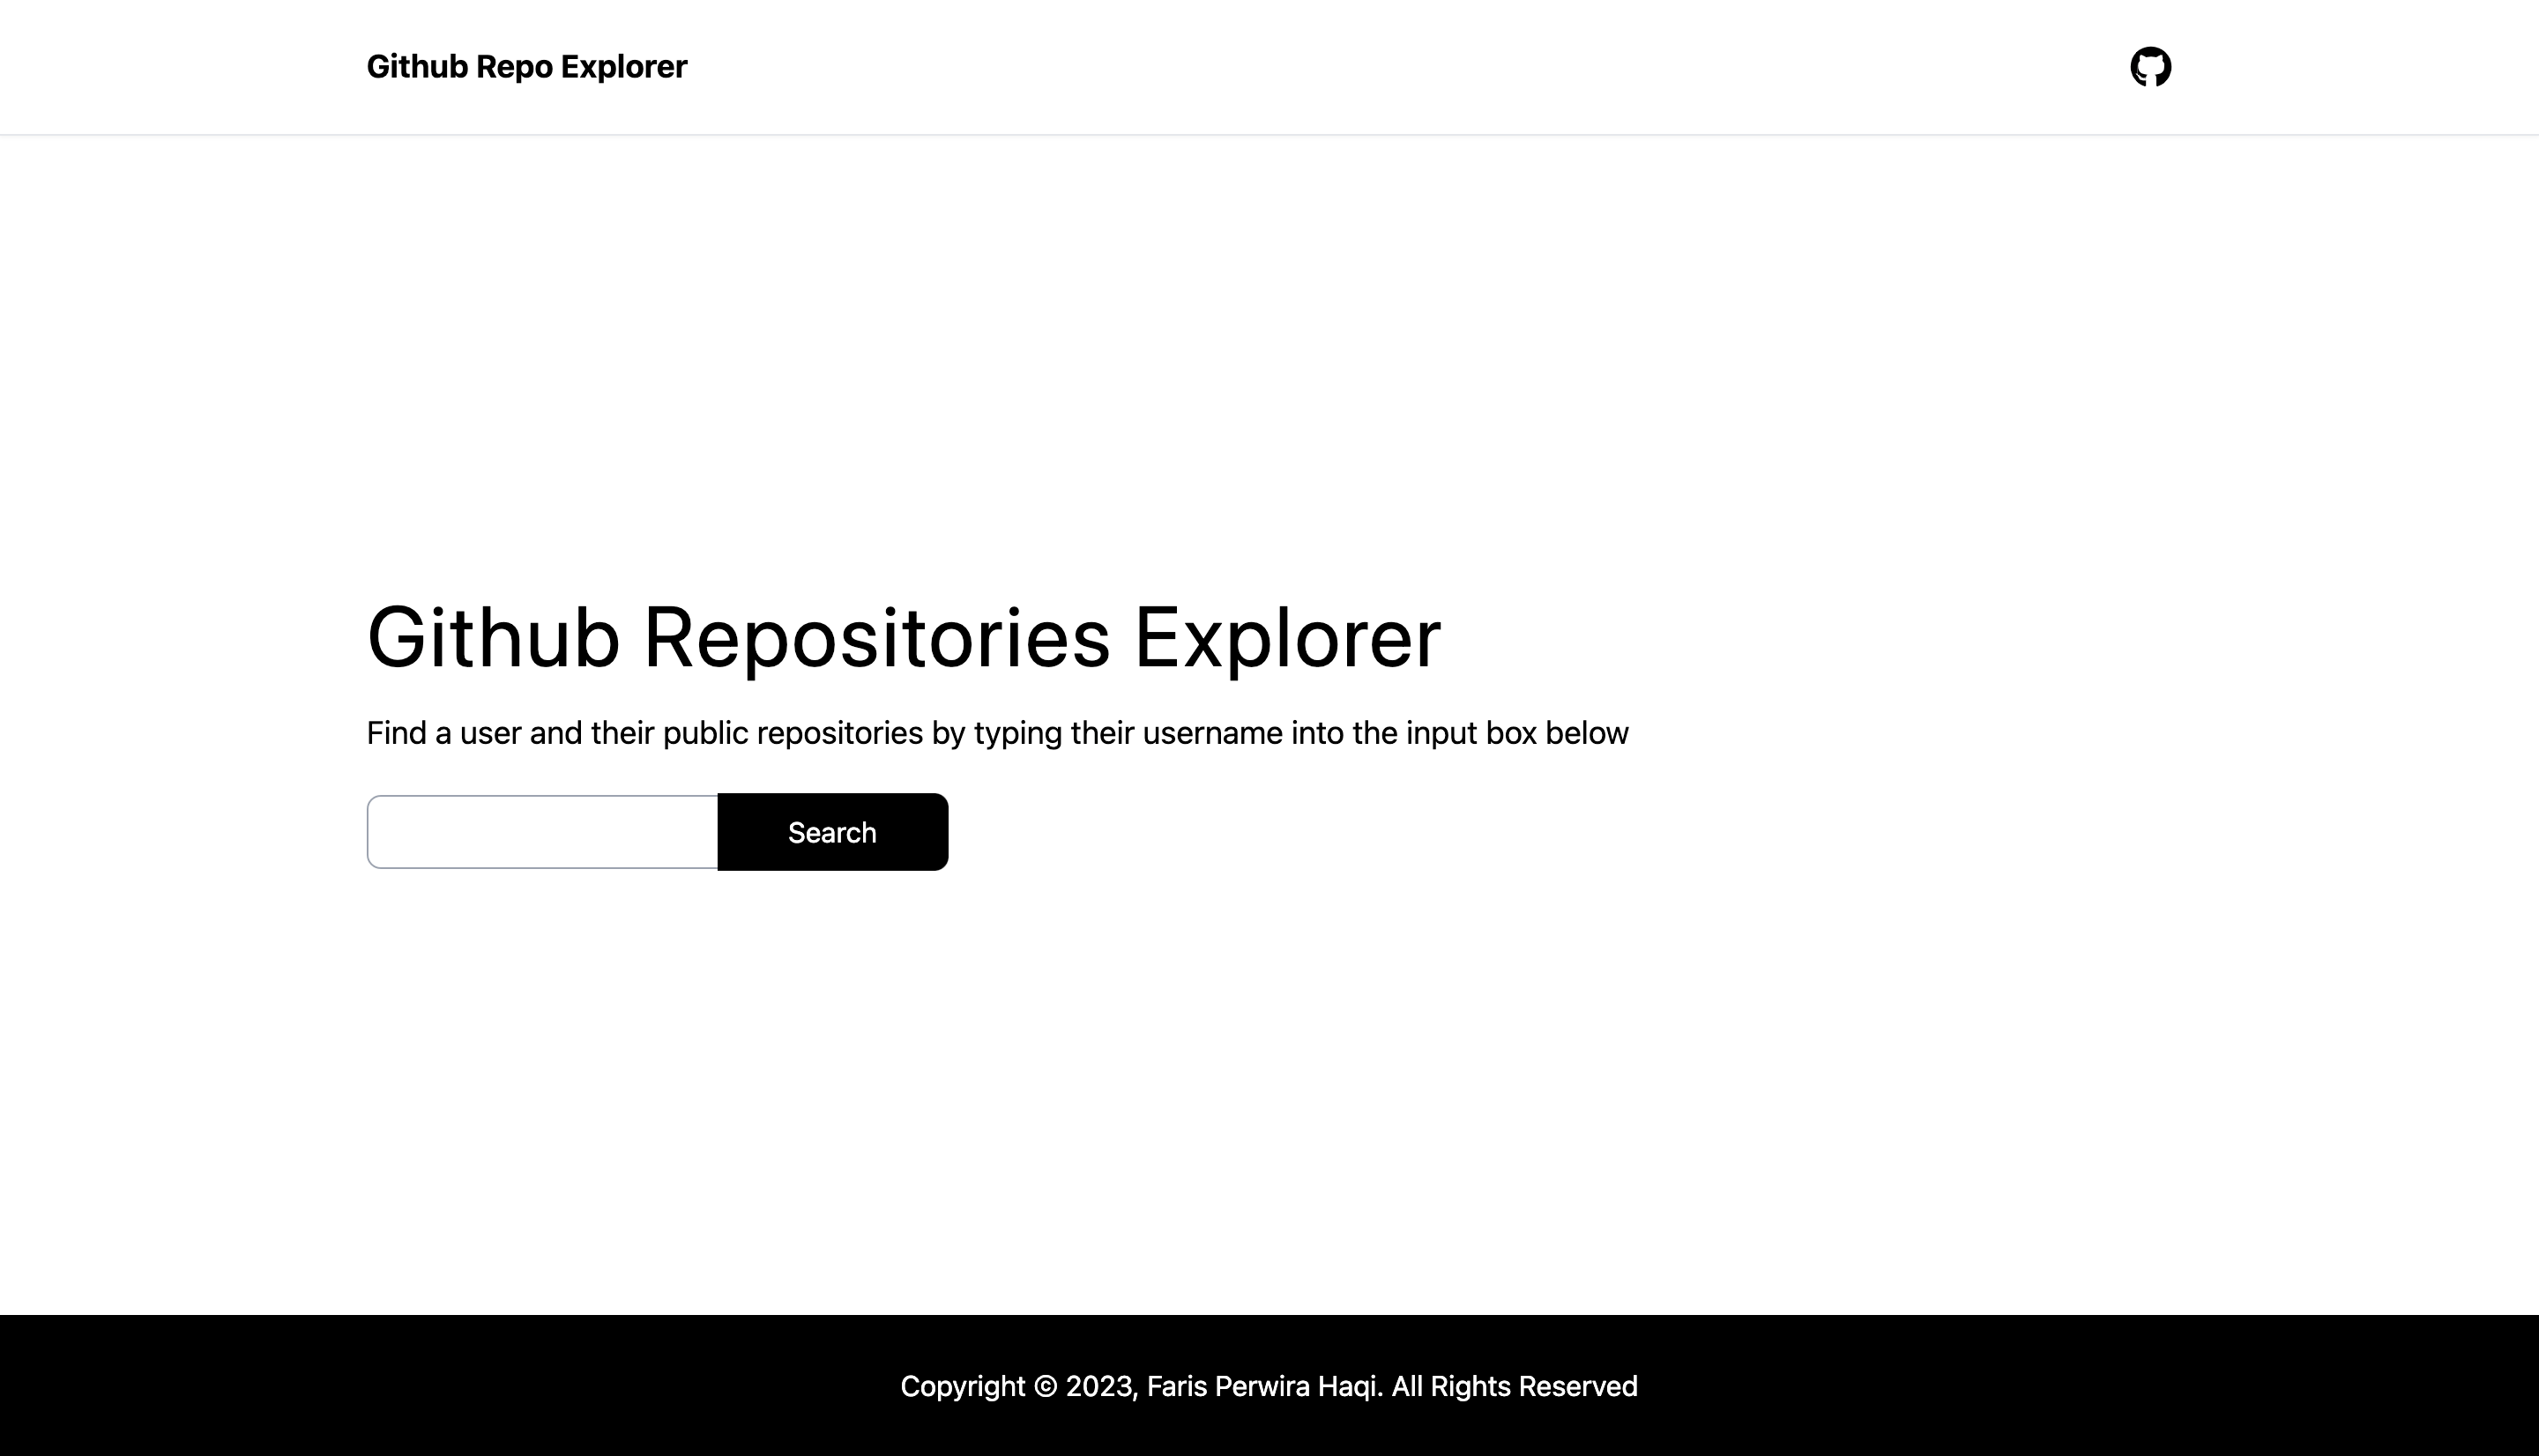 Github Repo Explorer
Github Repositories Explorer
Find a user and their public repositories by typing their username into the input box below
Search
Copyright © 2023, Faris Perwira Haqi. All Rights Reserved